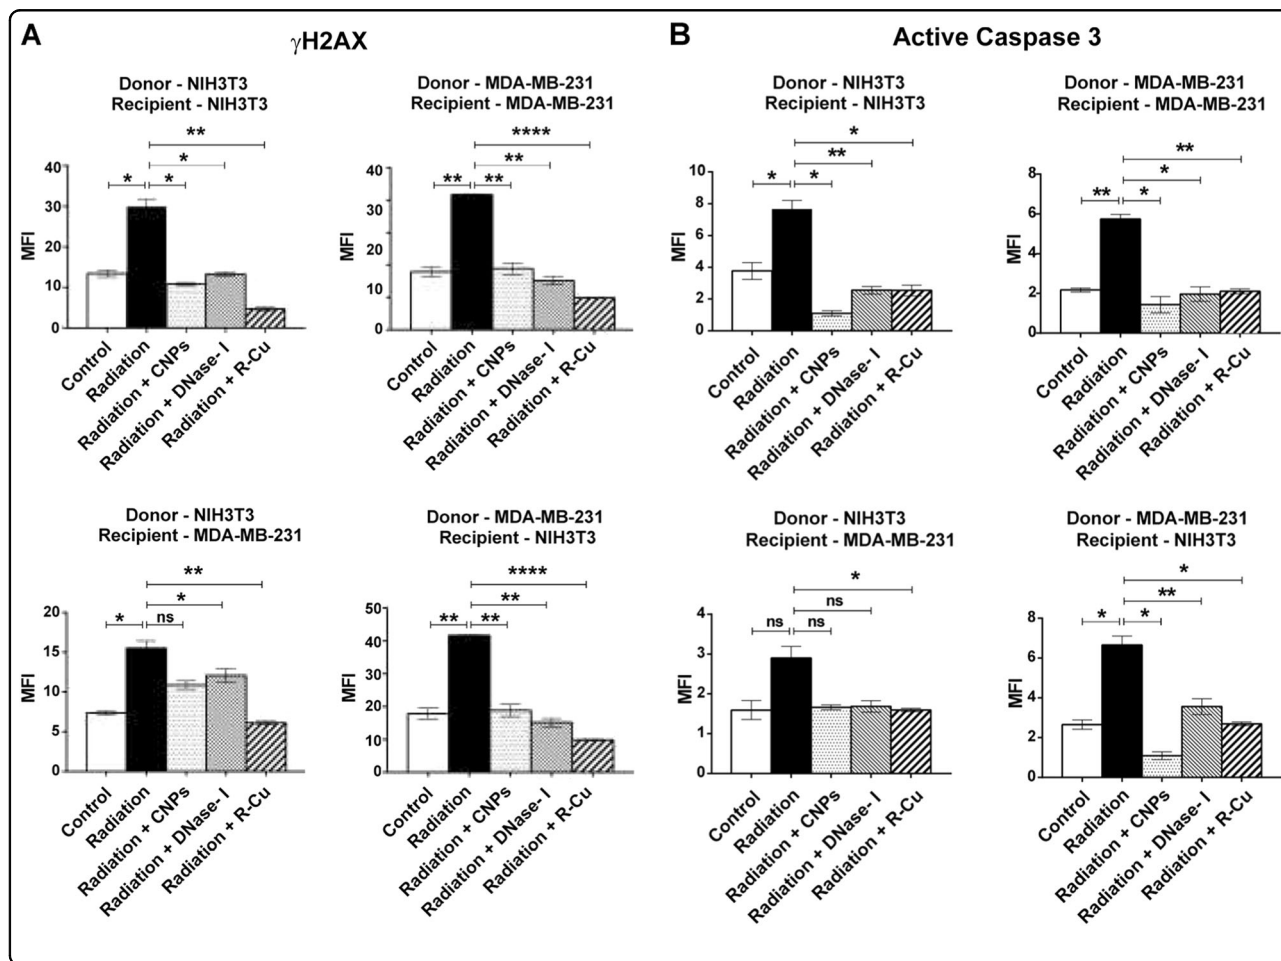 A
γH2AX
Donor - NIH3T3
Recipient - NIH3T3
**
*
* *
MFI
40
30
20
10
0
Control
Radiation
Radiation + CNPs
Radiation + DNase- I
Radiation + R-Cu
Donor - MDA-MB-231
Recipient - MDA-MB-231
****
**
** **
40
30
20
10
0
Control
Radiation
Radiation + CNPs
Radiation + DNase- I
Radiation + R-Cu
Donor - NIH3T3
Recipient - MDA-MB-231
**
*
* ns
MFI
20
15
10
5
0
Control
Radiation
Radiation + CNPs
Radiation + DNase- I
Radiation + R-Cu
Donor - MDA-MB-231
Recipient - NIH3T3
****
**
** **
50
40
30
20
10
0
Control
Radiation
Radiation + CNPs
Radiation + DNase- I
Radiation + R-Cu
B
Active Caspase 3
Donor - NIH3T3
Recipient - NIH3T3
*
**
* *
MFI
8
6
4
2
0
Control
Radiation
Radiation + CNPs
Radiation + DNase- I
Radiation + R-Cu
Donor - MDA-MB-231
Recipient - MDA-MB-231
**
*
** *
MFI
8
6
4
2
0
Control
Radiation
Radiation + CNPs
Radiation + DNase- I
Radiation + R-Cu
Donor - NIH3T3
Recipient - MDA-MB-231
*
ns
ns ns
MFI
4
3
2
1
0
Control
Radiation
Radiation + CNPs
Radiation + DNase- I
Radiation + R-Cu
Donor - MDA-MB-231
Recipient - NIH3T3
*
**
* *
MFI
8
6
4
2
0
Control
Radiation
Radiation + CNPs
Radiation + DNase- I
Radiation + R-Cu